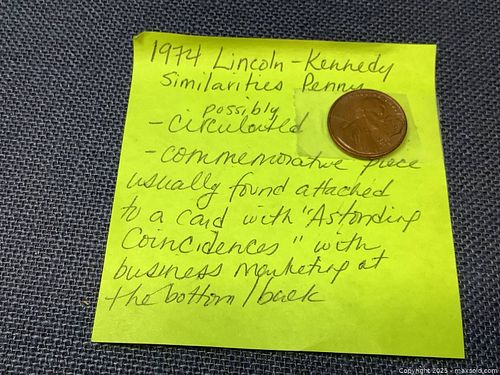 1974 Lincoln - Kennedy
Similarities Penny
possibly
- circulated
- commemorative piece
usually found attached
to a card with "Astonding
Coincidences" with
business marketing at
the bottom/back
Copyright 2025 - maxsold.com